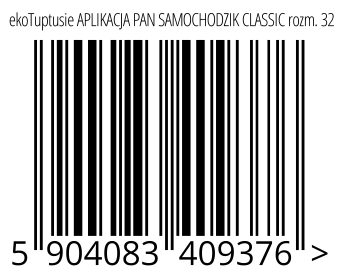 ekoTuptusie APLIKACJA PAN SAMOCHODZIK CLASSIC rozm. 32
5 904083 409376 >